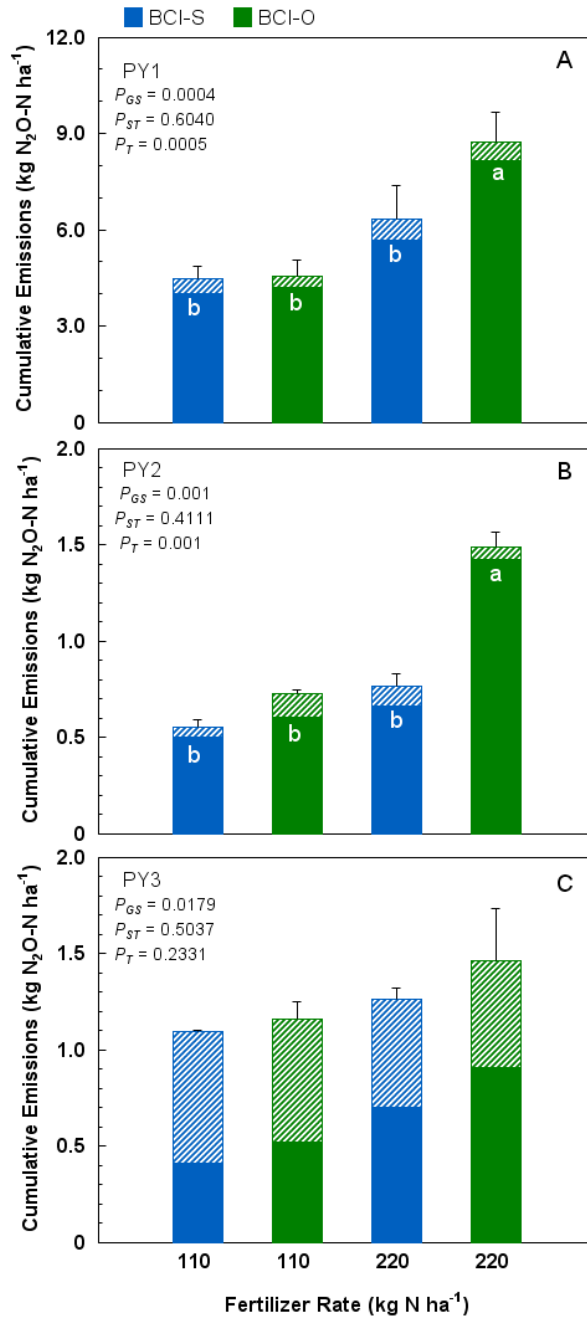 BCI-S BCI-O
Cumulative Emissions (kg N₂O-N ha⁻¹)
12.0
9.0
6.0
3.0
0
PY1
P_GS = 0.0004
P_ST = 0.6040
P_T = 0.0005
A
b
b
b
a
Cumulative Emissions (kg N₂O-N ha⁻¹)
2.0
1.5
1.0
0.5
0
PY2
P_GS = 0.001
P_ST = 0.4111
P_T = 0.001
B
b
b
b
a
Cumulative Emissions (kg N₂O-N ha⁻¹)
2.0
1.5
1.0
0.5
0
PY3
P_GS = 0.0179
P_ST = 0.5037
P_T = 0.2331
C
110 110 220 220
Fertilizer Rate (kg N ha⁻¹)